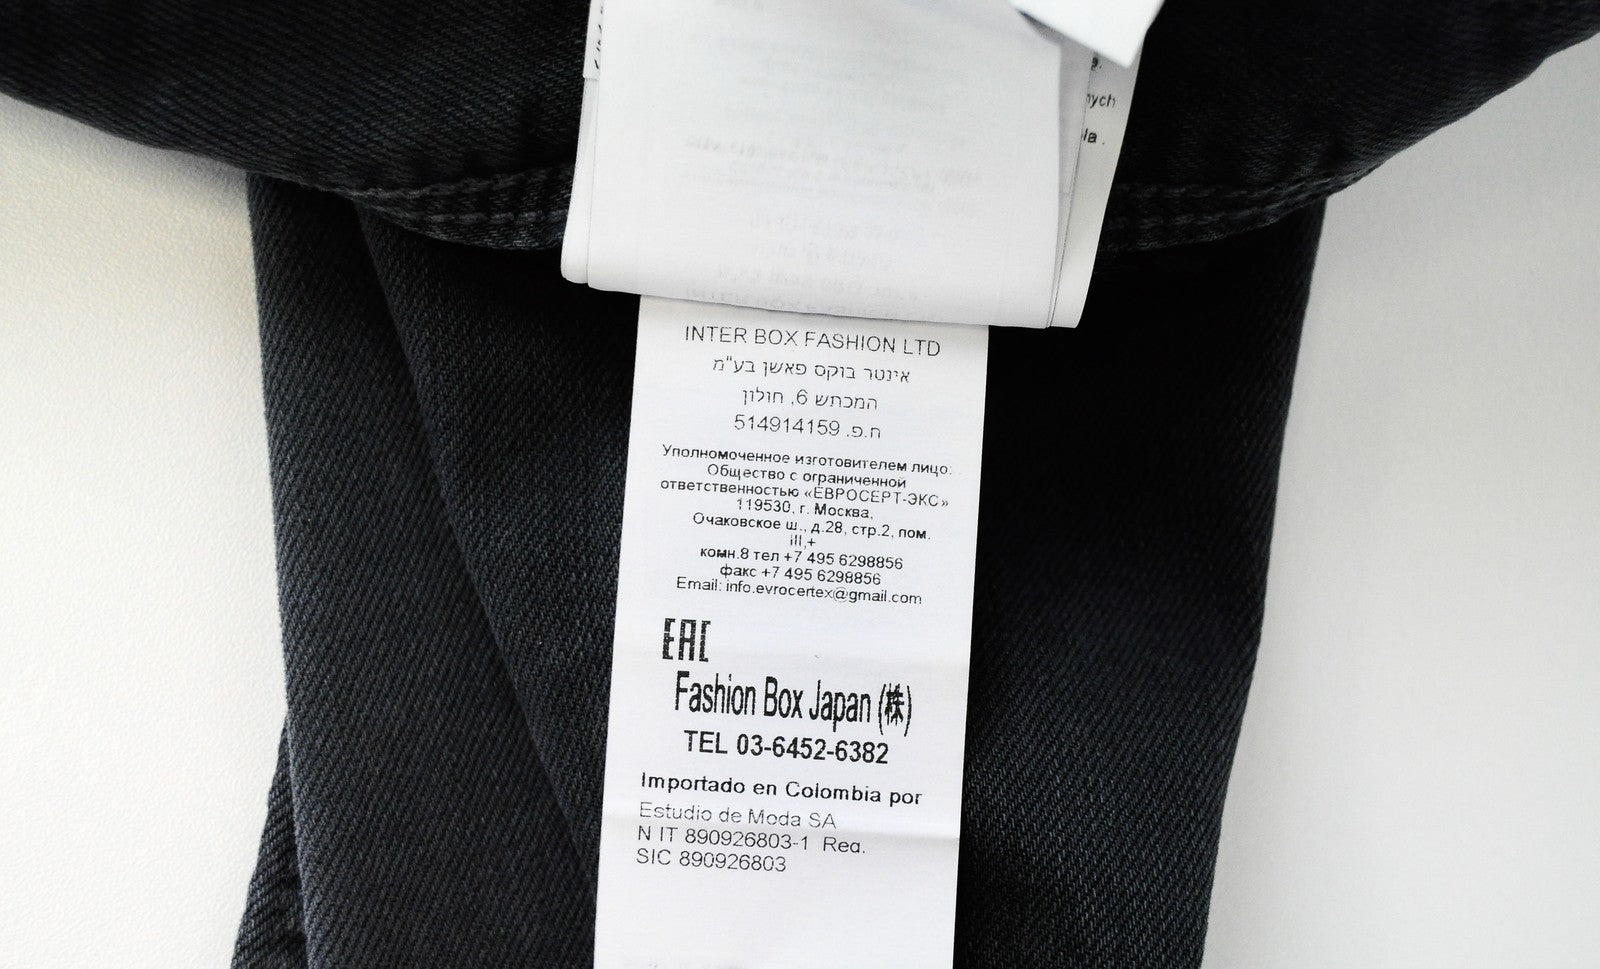 nych
la.
INTER BOX FASHION LTD
אינטר בוקס פאשן בע"מ
המכתש 6, חולון
ח.פ. 514914159
Уполномоченное изготовителем лицо:
Общество с ограниченной
ответственностью «ЕВРОСЕРТ-ЭКС»
119530, г. Москва,
Очаковское ш., д.28, стр.2, пом.
III,+
комн.8 тел +7 495 6298856
факс +7 495 6298856
Email: info.evrocertex@gmail.com
EAC
Fashion Box Japan (株)
TEL 03-6452-6382
Importado en Colombia por
Estudio de Moda SA
N IT 890926803-1 Reg.
SIC 890926803